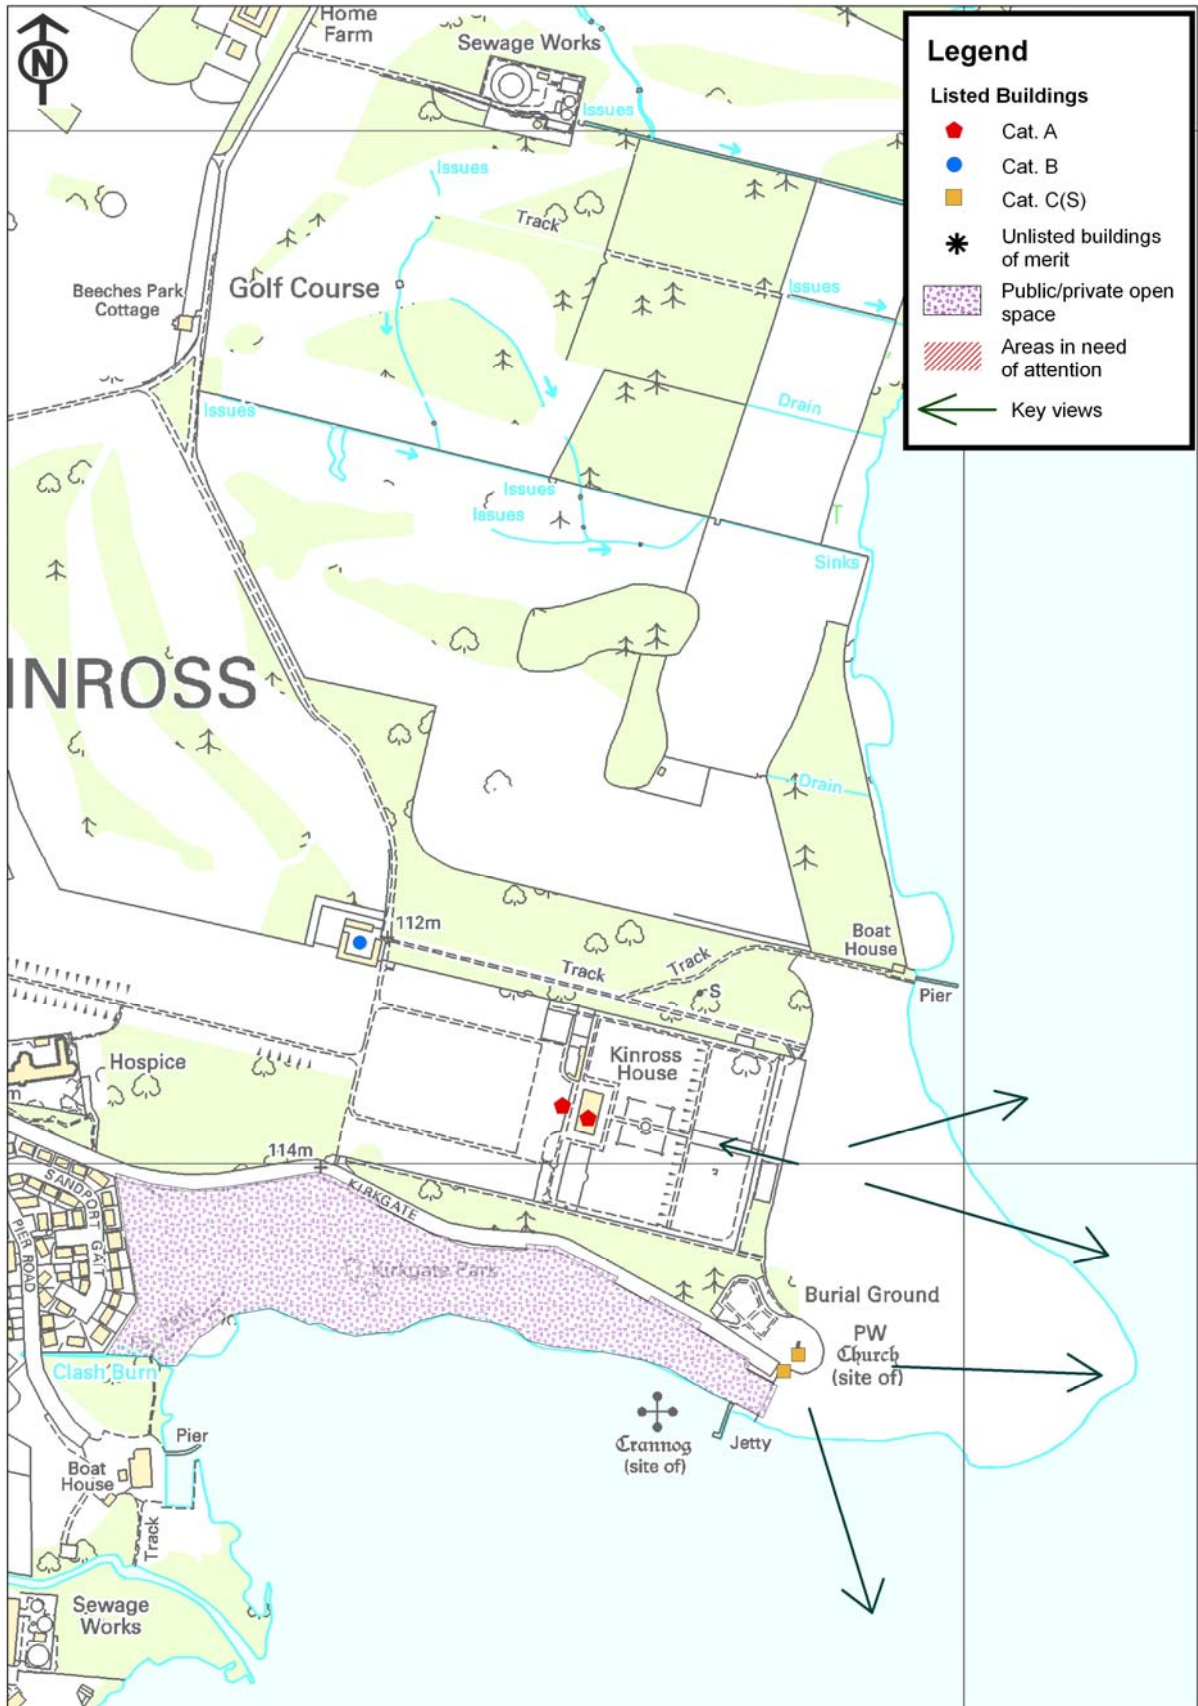 N
Home
Farm
Sewage Works
Issues
Issues
Track
Golf Course
Beeches Park
Cottage
Issues
Issues
Drain
Issues
Issues
T
Sinks
INROSS
Drain
112m
Boat
House
Track
Track
S
Pier
Kinross
House
Hospice
m
114m
SANDPORT GAIT
KIRKGATE
PIER ROAD
Kirkgate Park
Burial Ground
PW
Church
(site of)
Path
Clash Burn
Crannog
(site of)
Jetty
Pier
Boat
House
Track
Sewage
Works
Legend
Listed Buildings
Cat. A
Cat. B
Cat. C(S)
Unlisted buildings
of merit
Public/private open
space
Areas in need
of attention
Key views